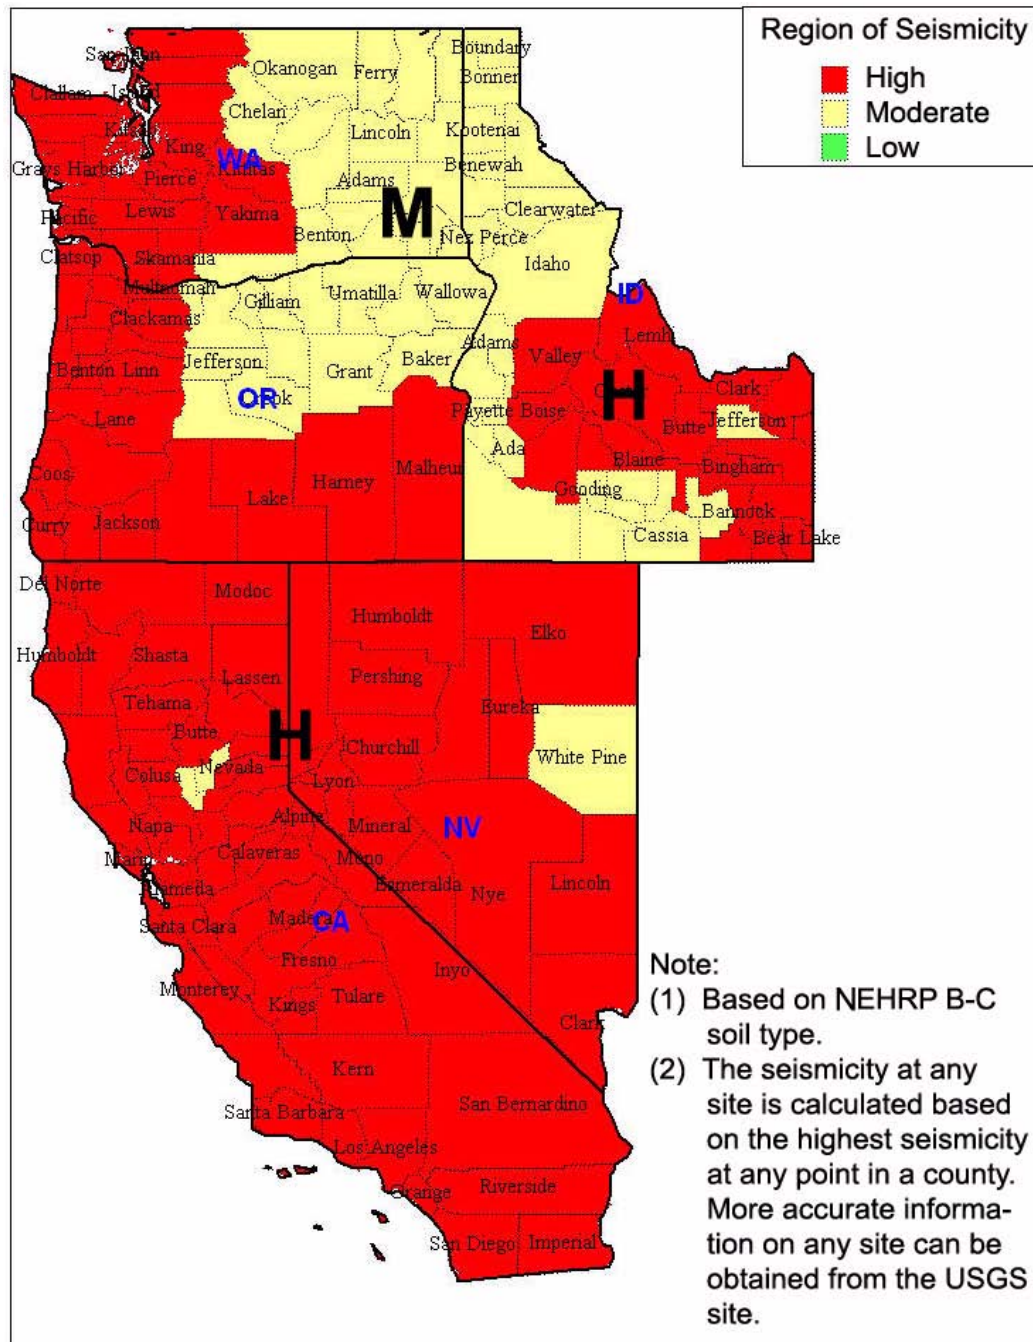 Region of Seismicity
High
Moderate
Low
San Juan
Okanogan
Ferry
Boundary
Bonner
Clallam
Island
Chelan
Lincoln
Kootenai
Kitsap
King
WA
Kittitas
Benewah
Grays Harbor
Pierce
Adams
M
Pacific
Lewis
Yakima
Clearwater
Benton
Nez Perce
Clatsop
Skamania
Idaho
Multnomah
Gilliam
Umatilla
Wallowa
ID
Clackamas
Lemhi
Jefferson
Baker
Adams
Valley
Benton
Linn
Grant
Clark
OR
Crook
H
Lane
Payette
Boise
Butte
Jefferson
Ada
Blaine
Bingham
Coos
Malheur
Harney
Gooding
Lake
Bannock
Curry
Jackson
Cassia
Bear Lake
Del Norte
Modoc
Humboldt
Elko
Humboldt
Shasta
Lassen
Pershing
Tehama
Eureka
Butte
H
Churchill
White Pine
Colusa
Nevada
Lyon
Napa
Alpine
Mineral
NV
Marin
Calaveras
Mono
Alameda
Esmeralda
Nye
Lincoln
Santa Clara
Madera
CA
Fresno
Inyo
Monterey
Kings
Tulare
Clark
Kern
San Bernardino
Santa Barbara
Los Angeles
Orange
Riverside
San Diego
Imperial
Note:
(1) Based on NEHRP B-C
soil type.
(2) The seismicity at any
site is calculated based
on the highest seismicity
at any point in a county.
More accurate informa-
tion on any site can be
obtained from the USGS
site.